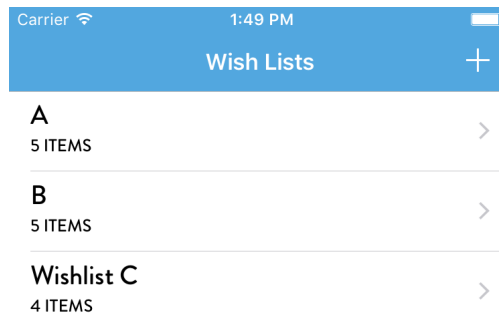 Carrier 1:49 PM
Wish Lists
A
5 ITEMS
B
5 ITEMS
Wishlist C
4 ITEMS